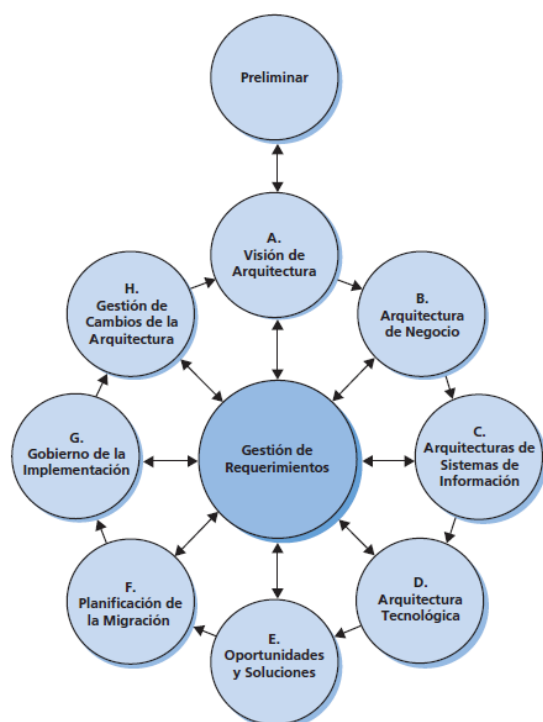 Preliminar
A.
Visión de
Arquitectura
B.
Arquitectura
de Negocio
C.
Arquitecturas de
Sistemas de
Información
D.
Arquitectura
Tecnológica
E.
Oportunidades
y Soluciones
F.
Planificación de
la Migración
G.
Gobierno de la
Implementación
H.
Gestión de
Cambios de la
Arquitectura
Gestión de
Requerimientos